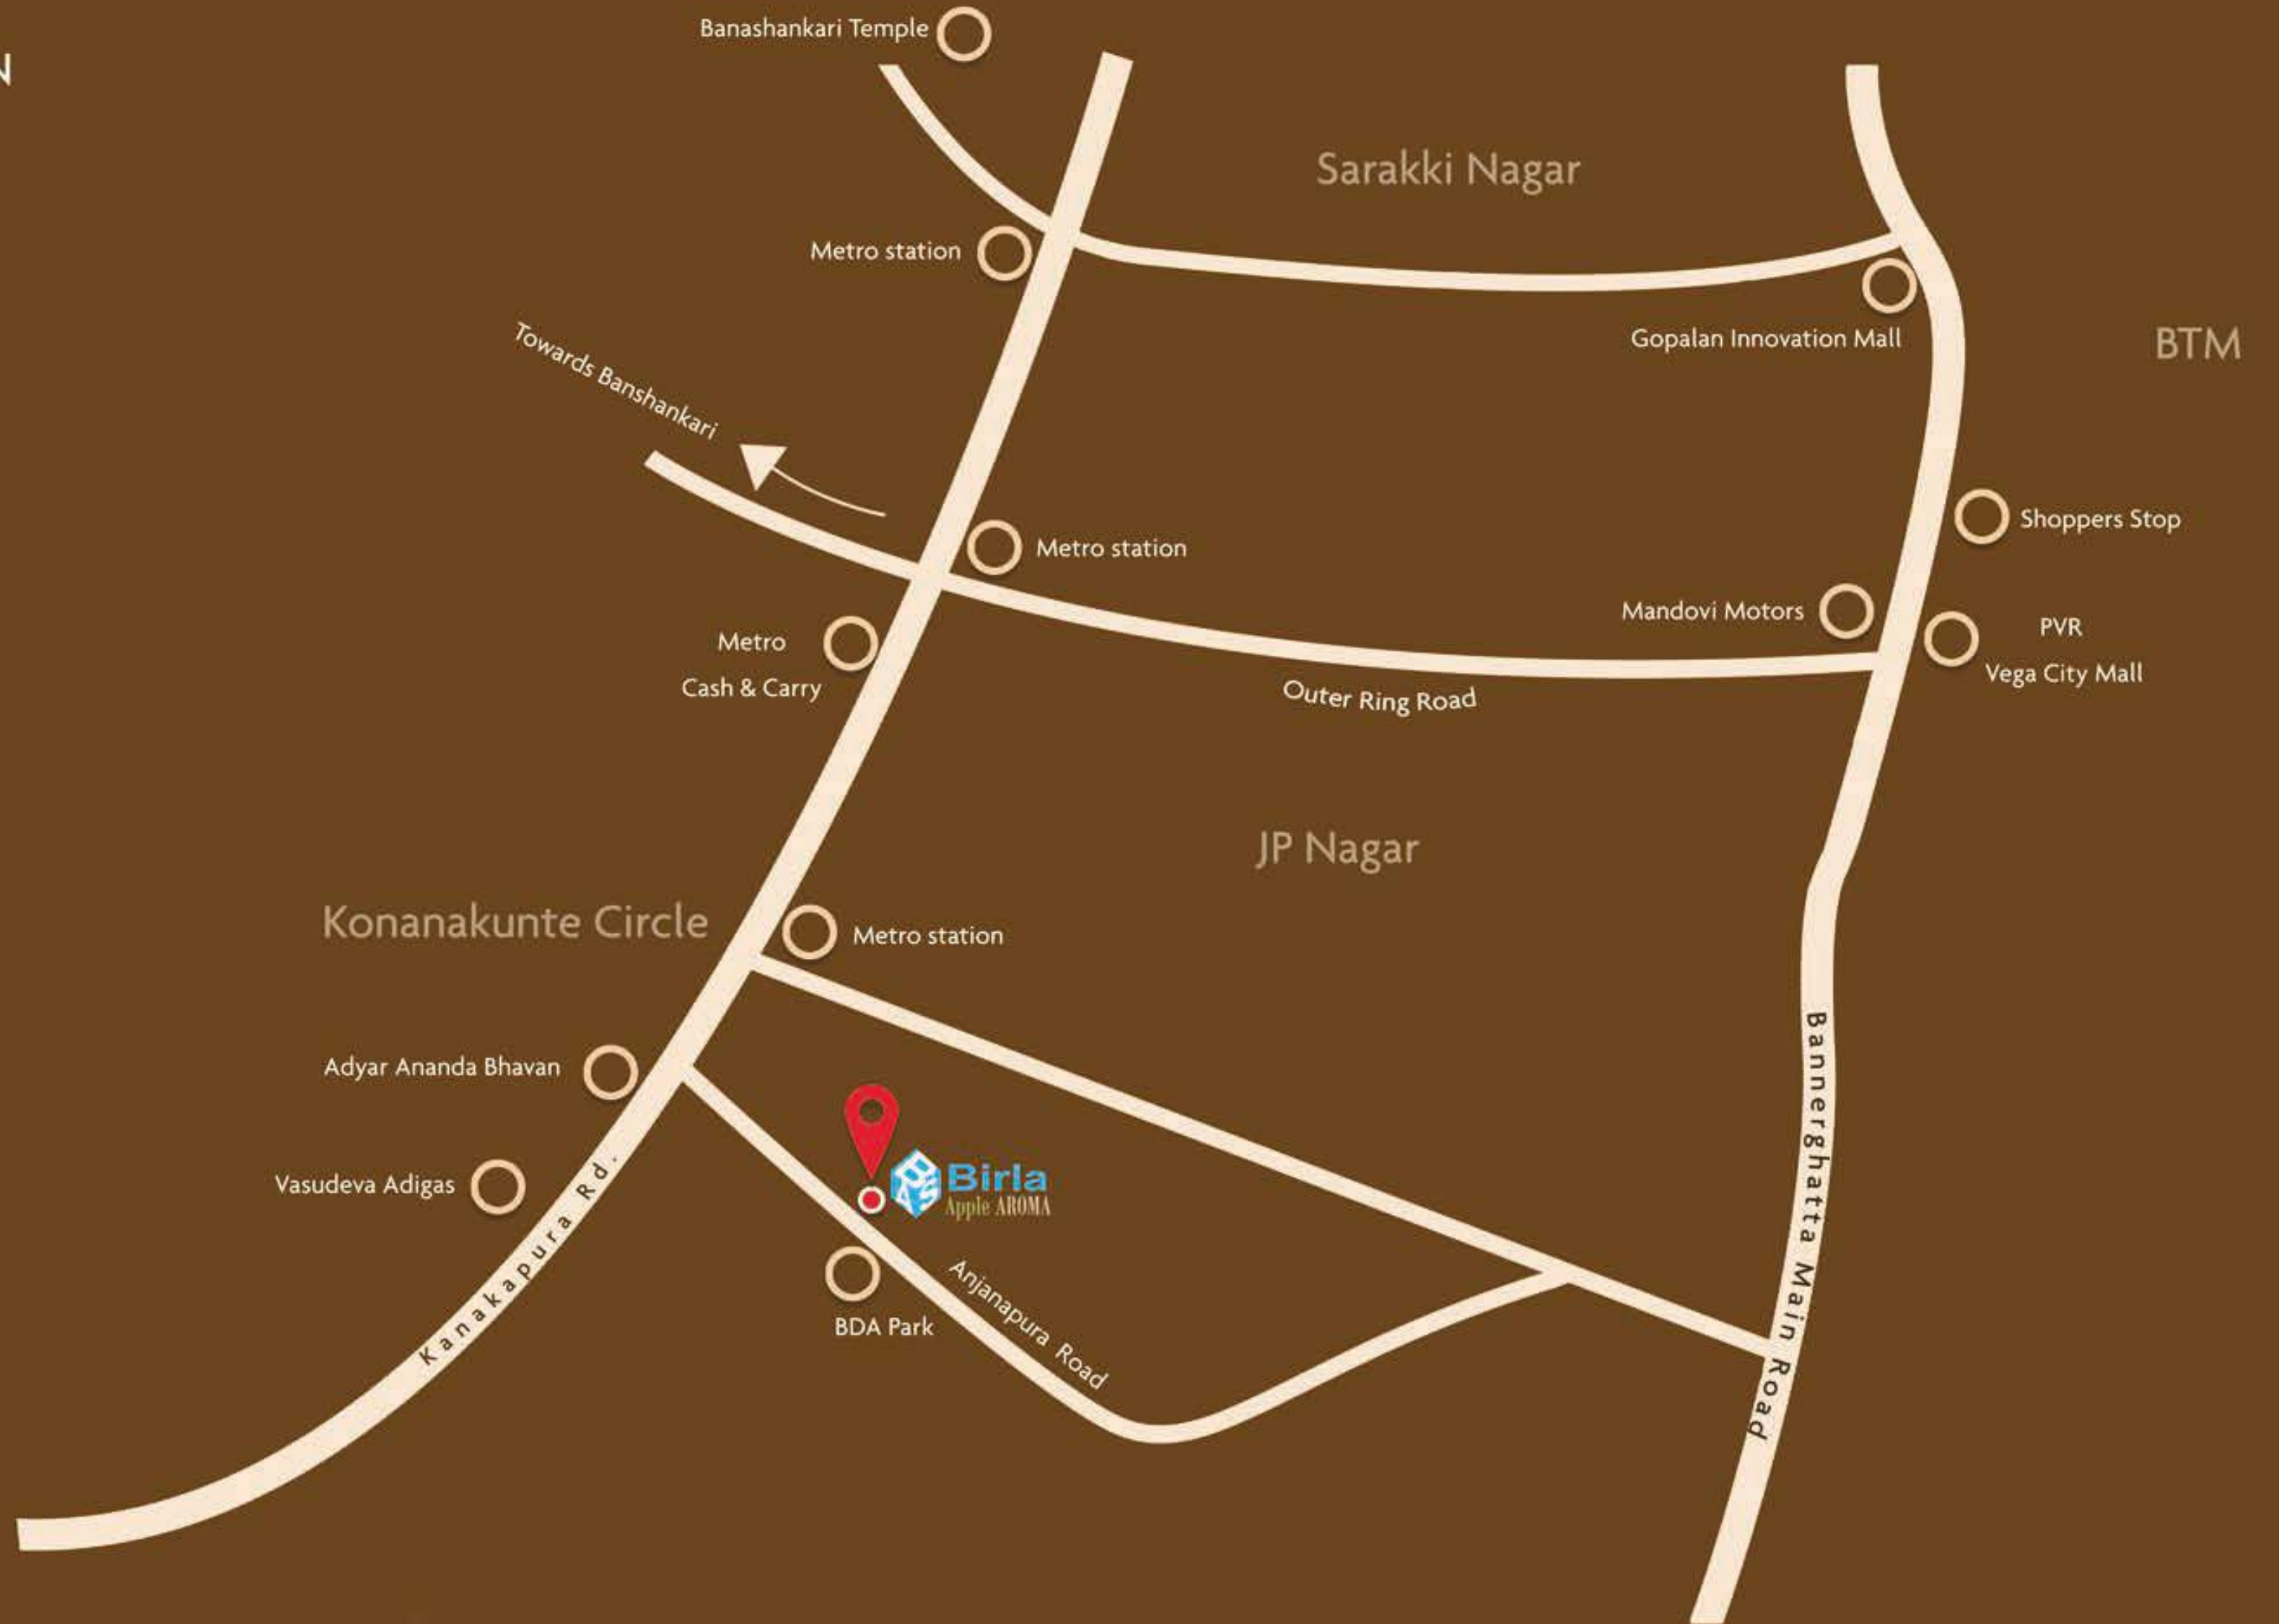 N
Banashankari Temple
Sarakki Nagar
Metro station
Gopalan Innovation Mall
BTM
Towards Banshankari
Shoppers Stop
Metro station
Mandovi Motors
PVR
Vega City Mall
Metro
Cash & Carry
Outer Ring Road
JP Nagar
Konanakunte Circle
Metro station
Adyar Ananda Bhavan
Bannerghatta Main Road
Vasudeva Adigas
Kanakapura Rd.
BAPS
Birla
Apple AROMA
Anjanapura Road
BDA Park